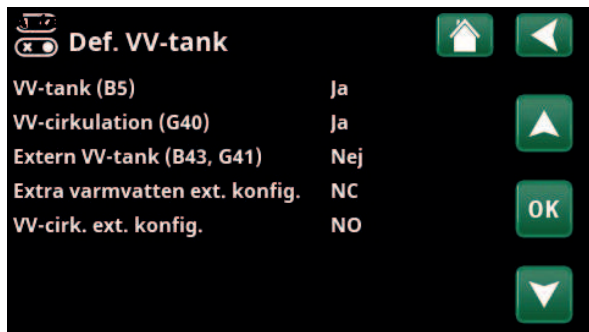 Def. VV-tank
VV-tank (B5) Ja
VV-cirkulation (G40) Ja
Extern VV-tank (B43, G41) Nej
Extra varmvatten ext. konfig. NC
VV-cirk. ext. konfig. NO
OK